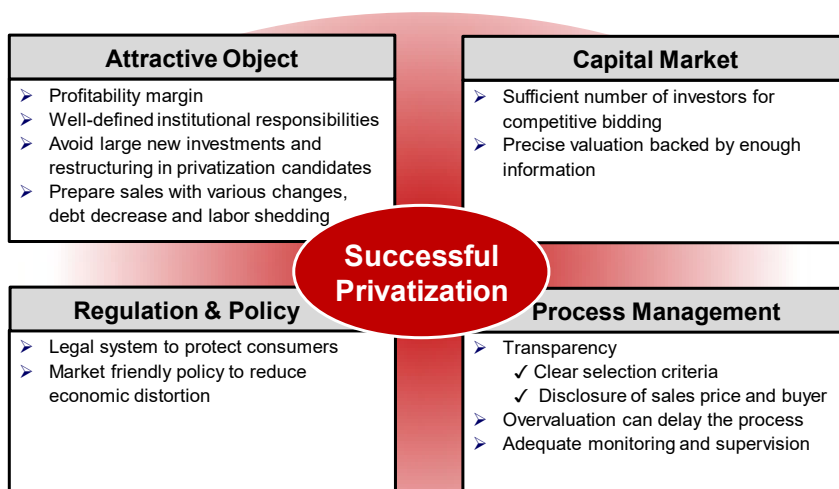 Attractive Object
➢ Profitability margin
➢ Well-defined institutional responsibilities
➢ Avoid large new investments and
restructuring in privatization candidates
➢ Prepare sales with various changes,
debt decrease and labor shedding
Capital Market
➢ Sufficient number of investors for
competitive bidding
➢ Precise valuation backed by enough
information
Successful
Privatization
Regulation & Policy
➢ Legal system to protect consumers
➢ Market friendly policy to reduce
economic distortion
Process Management
➢ Transparency
✓ Clear selection criteria
✓ Disclosure of sales price and buyer
➢ Overvaluation can delay the process
➢ Adequate monitoring and supervision